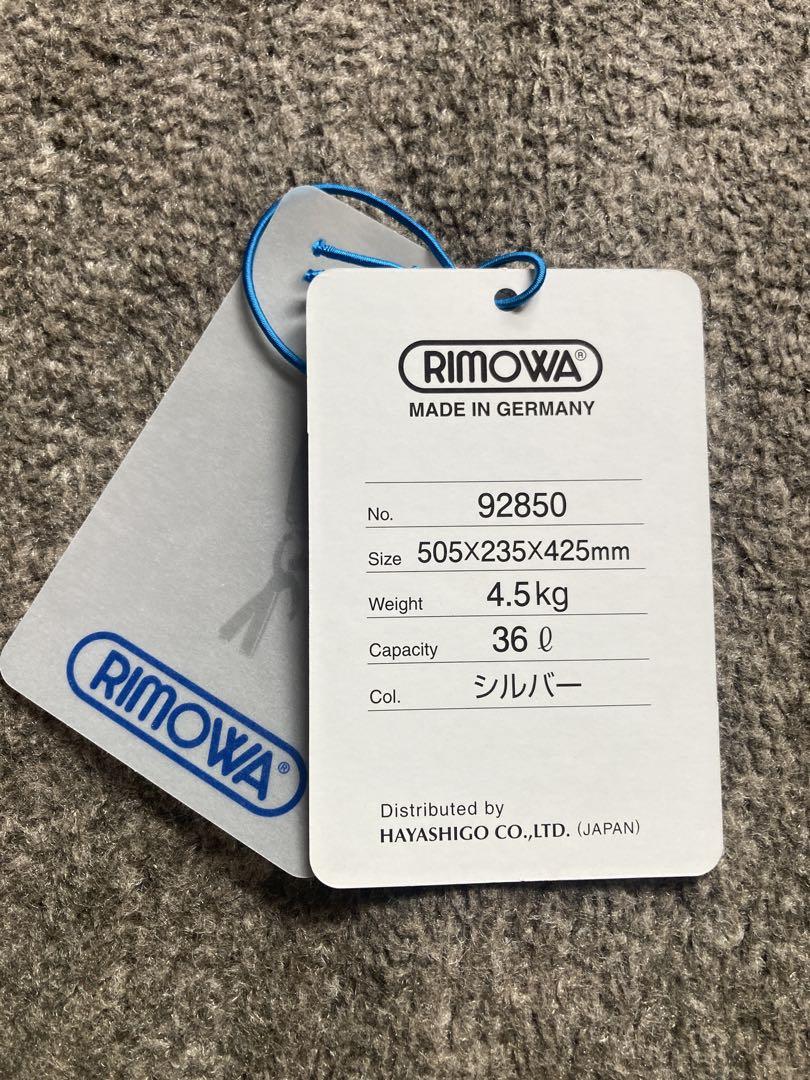 RIMOWA®
MADE IN GERMANY
No. 92850
Size 505X235X425mm
Weight 4.5kg
Capacity 36ℓ
Col. シルバー
Distributed by
HAYASHIGO CO.,LTD. (JAPAN)
RIMOWA®